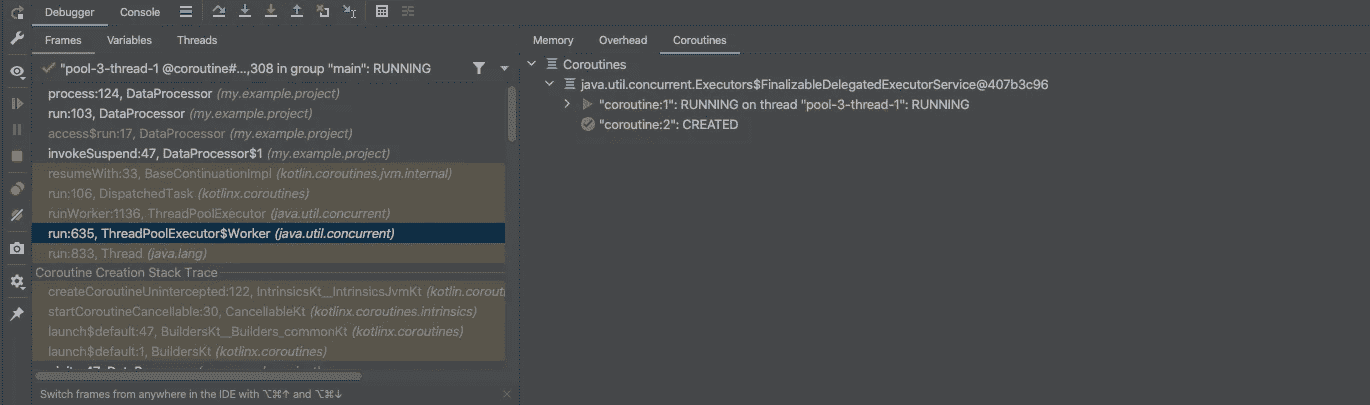 Debugger Console
Frames Variables Threads
"pool-3-thread-1 @coroutine#...,308 in group "main": RUNNING
process:124, DataProcessor (my.example.project)
run:103, DataProcessor (my.example.project)
access$run:17, DataProcessor (my.example.project)
invokeSuspend:47, DataProcessor$1 (my.example.project)
resumeWith:33, BaseContinuationImpl (kotlin.coroutines.jvm.internal)
run:106, DispatchedTask (kotlinx.coroutines)
runWorker:1136, ThreadPoolExecutor (java.util.concurrent)
run:635, ThreadPoolExecutor$Worker (java.util.concurrent)
run:833, Thread (java.lang)
Coroutine Creation Stack Trace
createCoroutineUnintercepted:122, IntrinsicsKt__IntrinsicsJvmKt (kotlin.corouti
startCoroutineCancellable:30, CancellableKt (kotlinx.coroutines.intrinsics)
launch$default:47, BuildersKt__Builders_commonKt (kotlinx.coroutines)
launch$default:1, BuildersKt (kotlinx.coroutines)
Switch frames from anywhere in the IDE with ⌥⌘↑ and ⌥⌘↓
Memory Overhead Coroutines
Coroutines
java.util.concurrent.Executors$FinalizableDelegatedExecutorService@407b3c96
"coroutine:1": RUNNING on thread "pool-3-thread-1": RUNNING
"coroutine:2": CREATED